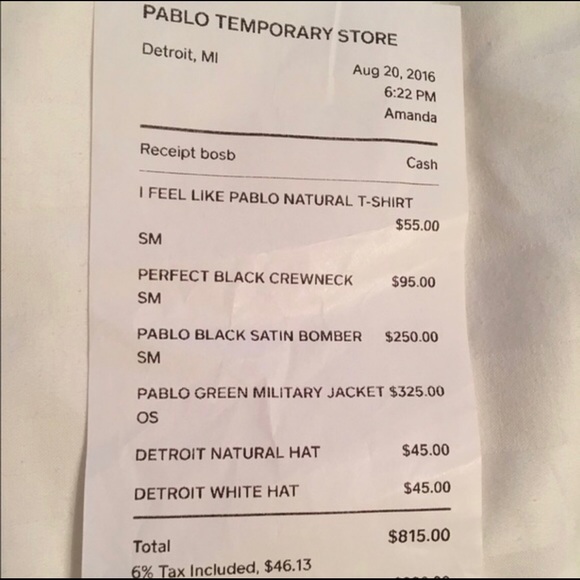 PABLO TEMPORARY STORE
Detroit, MI
Aug 20, 2016
6:22 PM
Amanda
Receipt bosb Cash
I FEEL LIKE PABLO NATURAL T-SHIRT
$55.00
SM
PERFECT BLACK CREWNECK $95.00
SM
PABLO BLACK SATIN BOMBER $250.00
SM
PABLO GREEN MILITARY JACKET $325.00
OS
DETROIT NATURAL HAT $45.00
DETROIT WHITE HAT $45.00
Total $815.00
6% Tax Included, $46.13